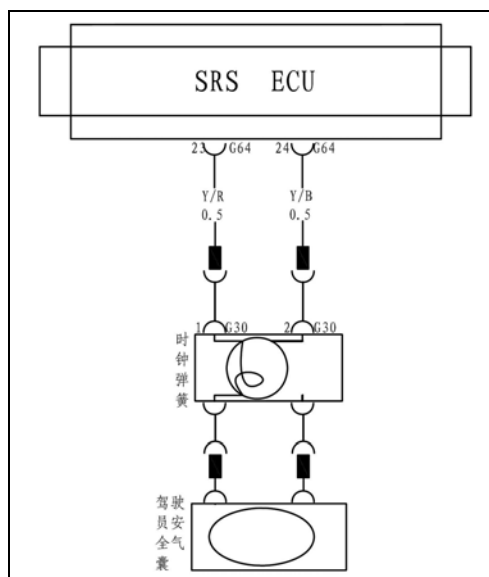 SRS ECU
23 G64 24 G64
Y/R Y/B
0.5 0.5
1 G30 2 G30
时
钟
弹
簧
驾驶
员安
全气
囊